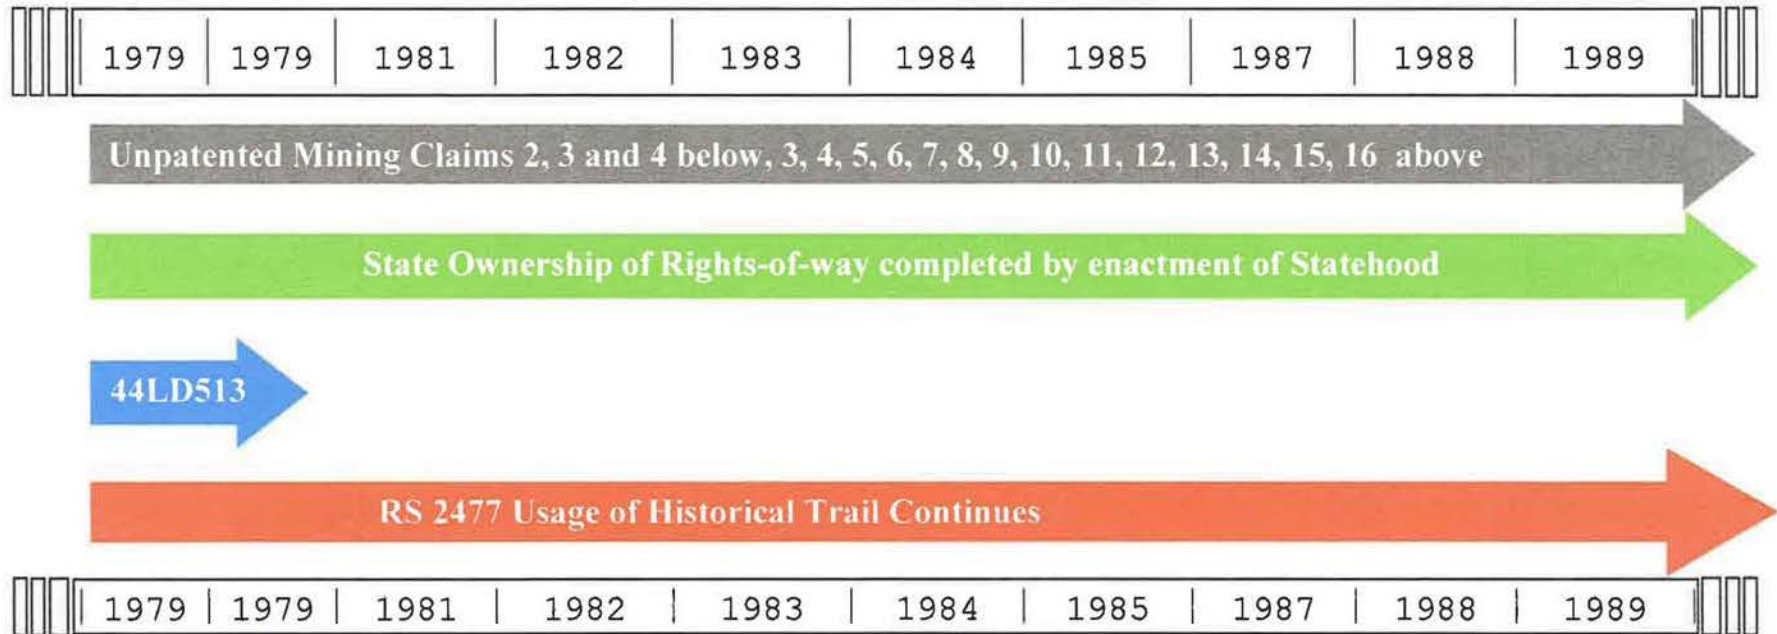 1979 1979 1981 1982 1983 1984 1985 1987 1988 1989
Unpatented Mining Claims 2, 3 and 4 below, 3, 4, 5, 6, 7, 8, 9, 10, 11, 12, 13, 14, 15, 16 above
State Ownership of Rights-of-way completed by enactment of Statehood
44LD513
RS 2477 Usage of Historical Trail Continues
1979 1979 1981 1982 1983 1984 1985 1987 1988 1989